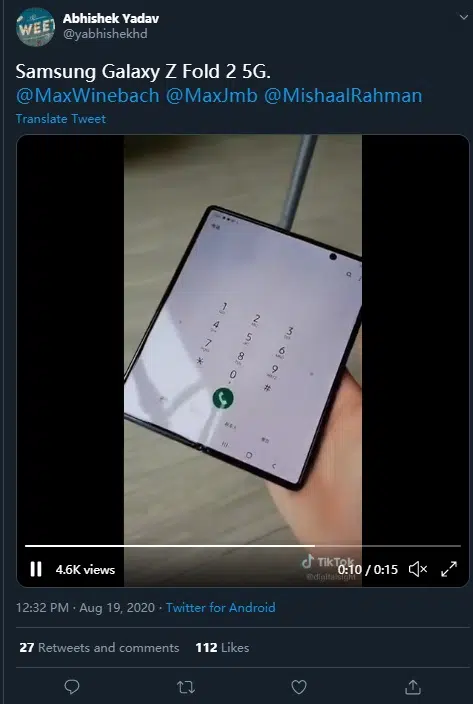 WEE
Abhishek Yadav
@yabhishekhd
Samsung Galaxy Z Fold 2 5G.
@MaxWinebach @MaxJmb @MishaalRahman
Translate Tweet
1
2
3
4
5
6
7
8
9
*
0
#
TikTok
@digitalsight
4.6K views
0:10 / 0:15
12:32 PM · Aug 19, 2020 · Twitter for Android
27 Retweets and comments 112 Likes